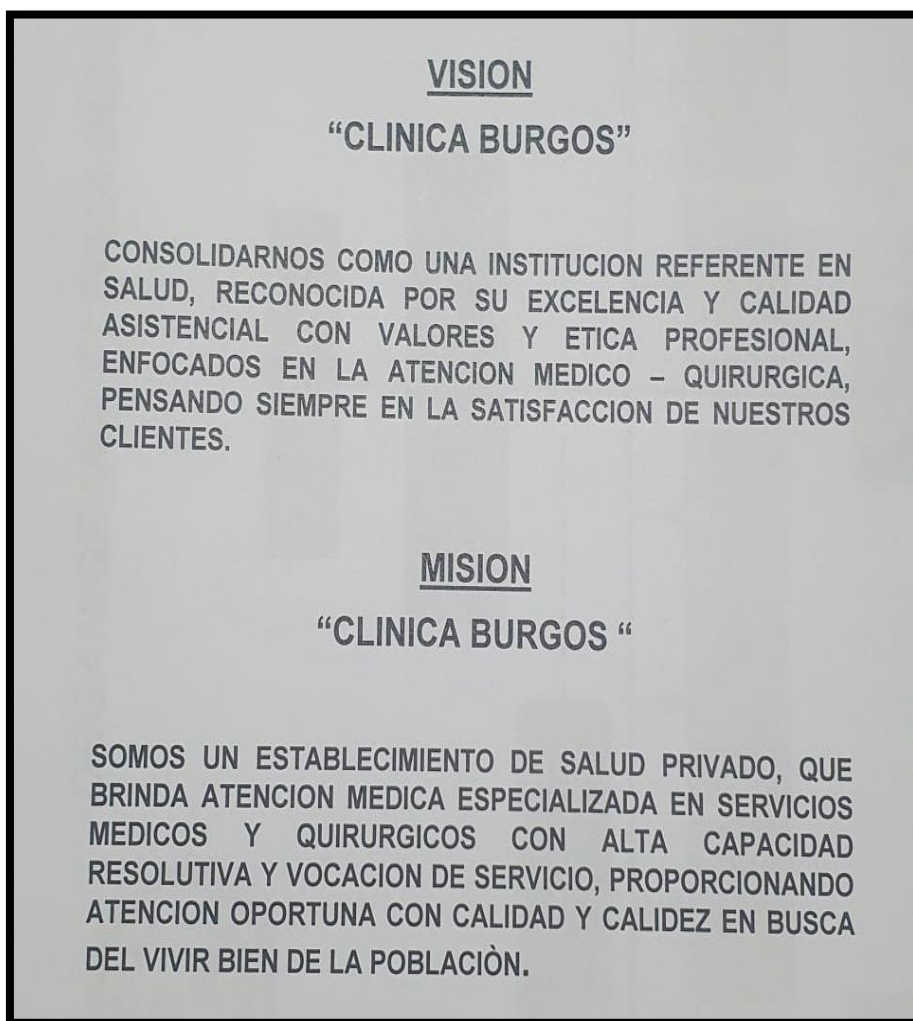 VISION
“CLINICA BURGOS”
CONSOLIDARNOS COMO UNA INSTITUCION REFERENTE EN
SALUD, RECONOCIDA POR SU EXCELENCIA Y CALIDAD
ASISTENCIAL CON VALORES Y ETICA PROFESIONAL,
ENFOCADOS EN LA ATENCION MEDICO – QUIRURGICA,
PENSANDO SIEMPRE EN LA SATISFACCION DE NUESTROS
CLIENTES.
MISION
“CLINICA BURGOS “
SOMOS UN ESTABLECIMIENTO DE SALUD PRIVADO, QUE
BRINDA ATENCION MEDICA ESPECIALIZADA EN SERVICIOS
MEDICOS Y QUIRURGICOS CON ALTA CAPACIDAD
RESOLUTIVA Y VOCACION DE SERVICIO, PROPORCIONANDO
ATENCION OPORTUNA CON CALIDAD Y CALIDEZ EN BUSCA
DEL VIVIR BIEN DE LA POBLACIÒN.